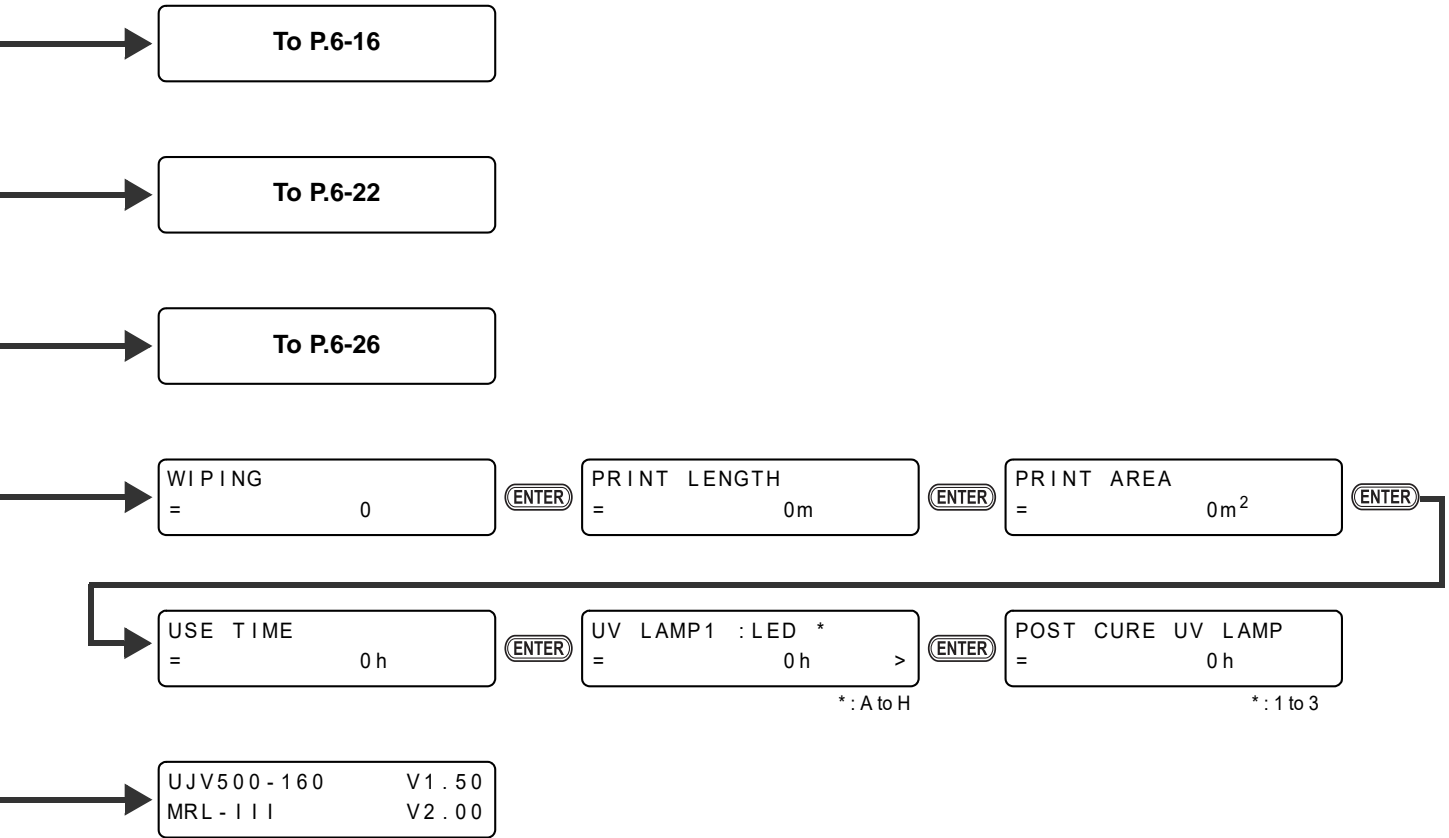 To P.6-16
To P.6-22
To P.6-26
WIPING
= 0
ENTER
PRINT LENGTH
= 0m
ENTER
PRINT AREA
= 0m²
ENTER
USE TIME
= 0h
ENTER
UV LAMP1 :LED *
= 0h >
* : A to H
ENTER
POST CURE UV LAMP
= 0h
* : 1 to 3
UJV500-160 V1.50
MRL-III V2.00